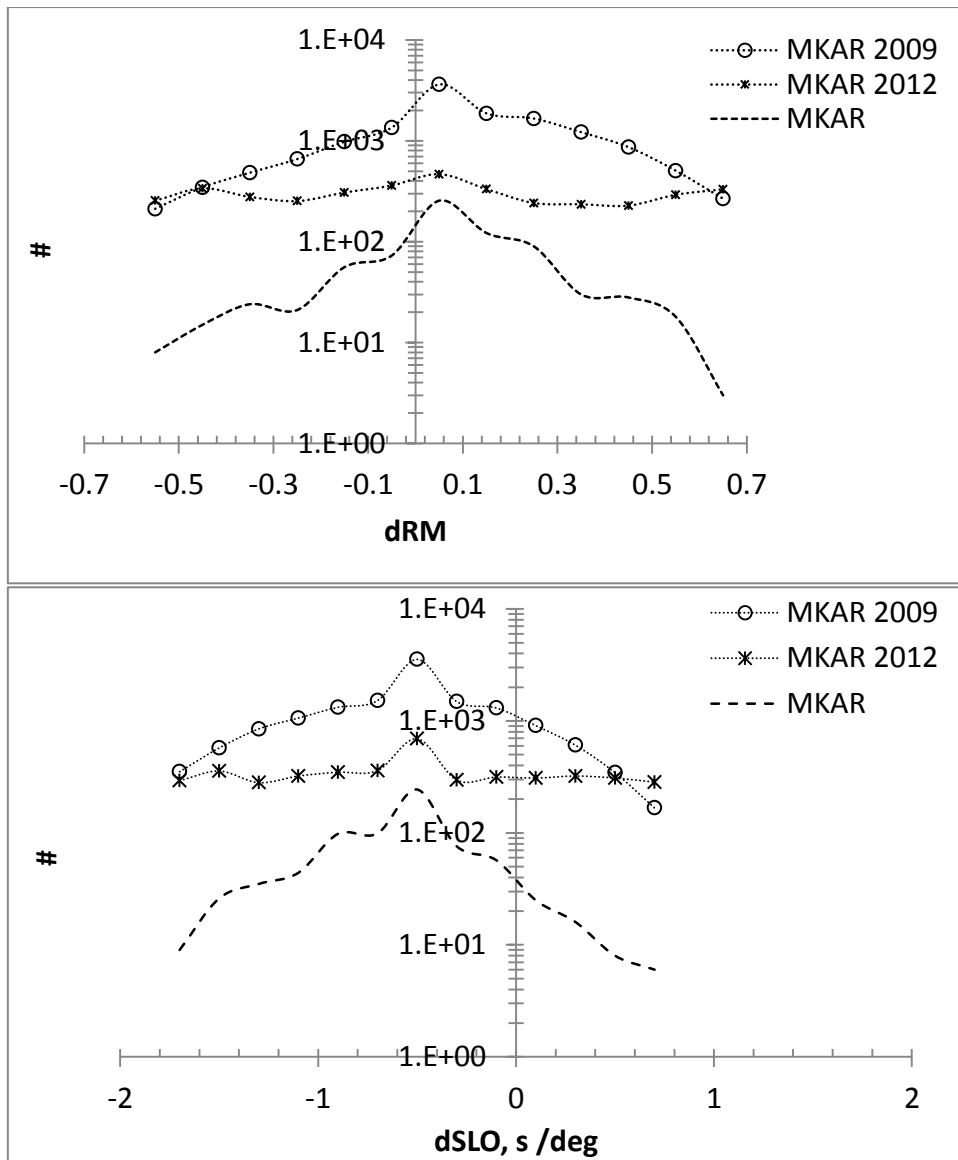 1.E+04
1.E+03
1.E+02
1.E+01
1.E+00
-0.7 -0.5 -0.3 -0.1 0.1 0.3 0.5 0.7
#
dRM
MKAR 2009
MKAR 2012
MKAR
1.E+04
1.E+03
1.E+02
1.E+01
1.E+00
-2 -1 0 1 2
#
dSLO, s /deg
MKAR 2009
MKAR 2012
MKAR